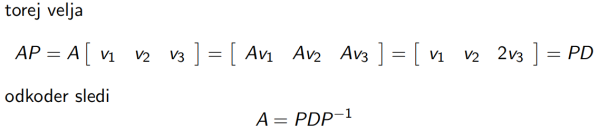 torej velja
AP = A [ v₁ v₂ v₃ ] = [ Av₁ Av₂ Av₃ ] = [ v₁ v₂ 2v₃ ] = PD
odkoder sledi
A = PDP⁻¹